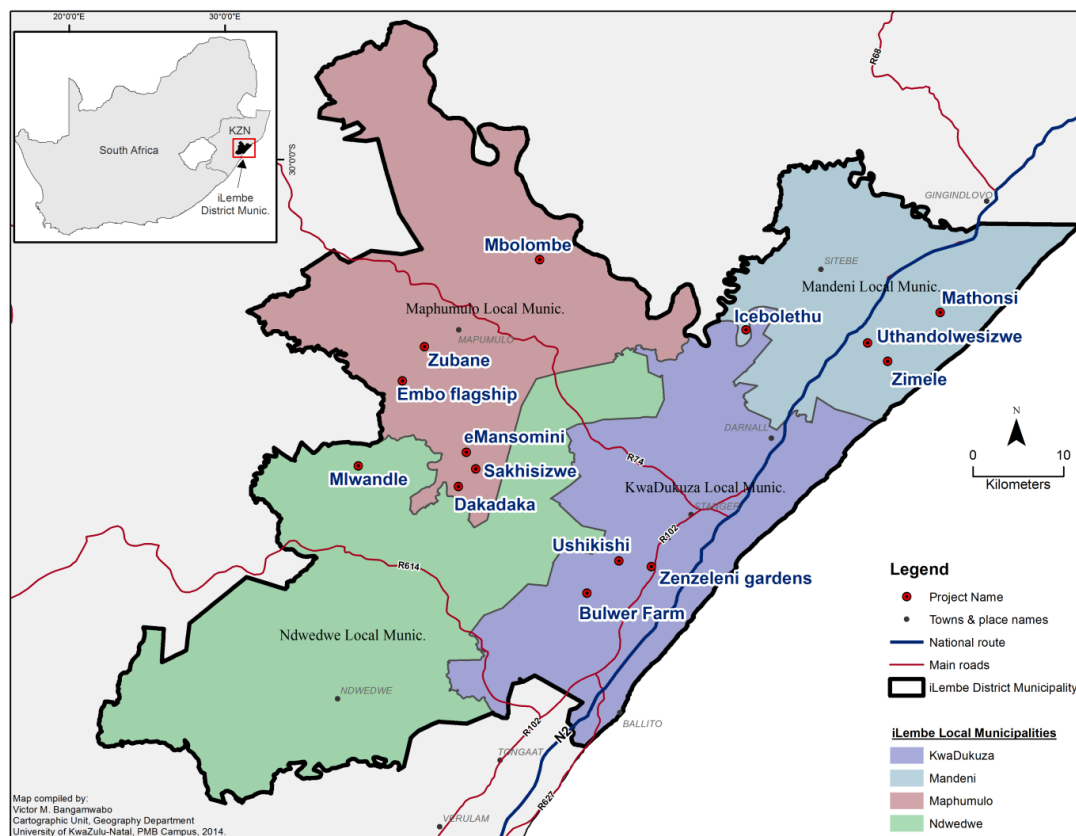 20°0'0"E
30°0'0"E
30°0'0"S
KZN
South Africa
iLembe
District Munic.
R68
GINGINDLOVO
Mbolombe
SITEBE
Mandeni Local Munic.
Mathonsi
Maphumulo Local Munic.
Icebolethu
MAPUMULO
Uthandolwesizwe
Zubane
Zimele
Embo flagship
eMansomini
DARNALL
N
0 10
Kilometers
Sakhisizwe
R74
Mlwandle
KwaDukuza Local Munic.
Dakadaka
STANGER
R102
Ushikishi
R614
Zenzeleni gardens
Bulwer Farm
Ndwedwe Local Munic.
NDWEDWE
BALLITO
R102
N2
TONGAAT
R627
VERULAM
Legend
Project Name
Towns & place names
National route
Main roads
iLembe District Municipality
iLembe Local Municipalities
KwaDukuza
Mandeni
Maphumulo
Ndwedwe
Map compiled by:
Victor M. Bangamwabo
Cartographic Unit, Geography Department
University of KwaZulu-Natal, PMB Campus, 2014.